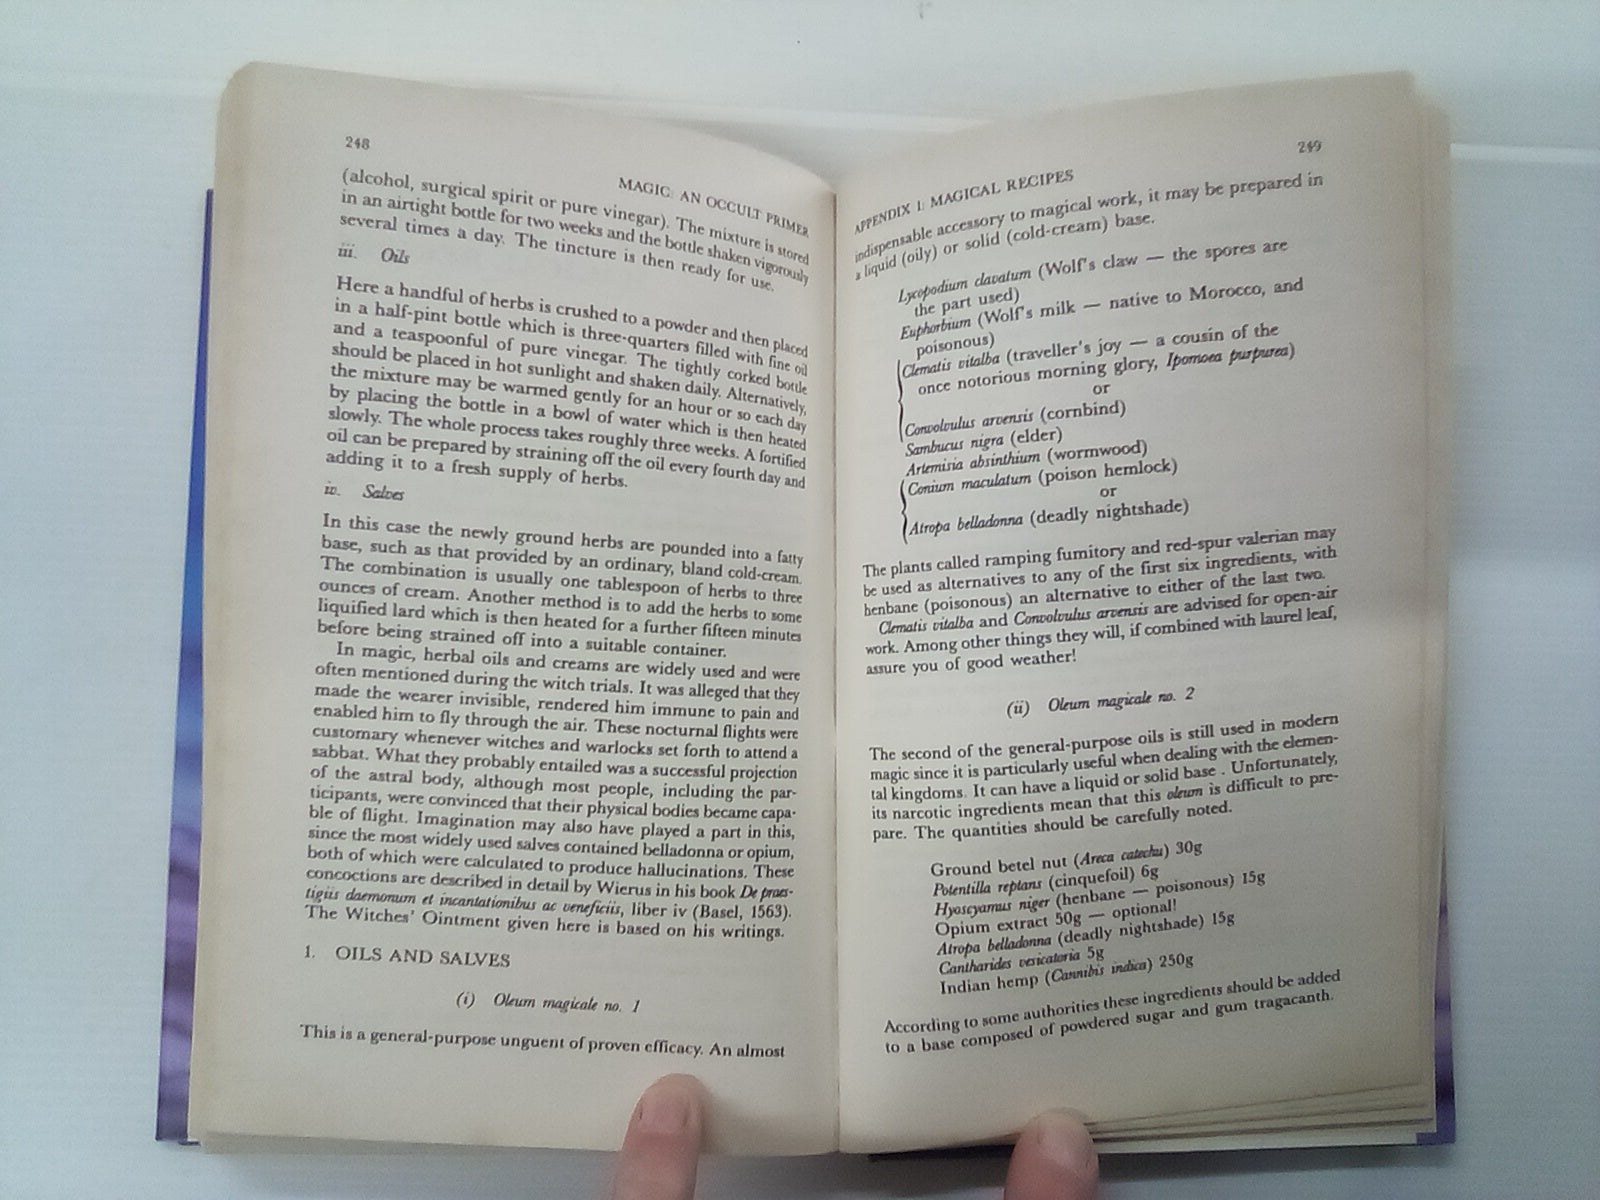 248
MAGIC: AN OCCULT PRIMER
(alcohol, surgical spirit or pure vinegar). The mixture is stored
in an airtight bottle for two weeks and the bottle shaken vigorously
several times a day. The tincture is then ready for use.
iii. Oils
Here a handful of herbs is crushed to a powder and then placed
in a half-pint bottle which is three-quarters filled with fine oil
and a teaspoonful of pure vinegar. The tightly corked bottle
should be placed in hot sunlight and shaken daily. Alternatively,
the mixture may be warmed gently for an hour or so each day
by placing the bottle in a bowl of water which is then heated
slowly. The whole process takes roughly three weeks. A fortified
oil can be prepared by straining off the oil every fourth day and
adding it to a fresh supply of herbs.
iv. Salves
In this case the newly ground herbs are pounded into a fatty
base, such as that provided by an ordinary, bland cold-cream.
The combination is usually one tablespoon of herbs to three
ounces of cream. Another method is to add the herbs to some
liquified lard which is then heated for a further fifteen minutes
before being strained off into a suitable container.
In magic, herbal oils and creams are widely used and were
often mentioned during the witch trials. It was alleged that they
made the wearer invisible, rendered him immune to pain and
enabled him to fly through the air. These nocturnal flights were
customary whenever witches and warlocks set forth to attend a
sabbat. What they probably entailed was a successful projection
of the astral body, although most people, including the par-
ticipants, were convinced that their physical bodies became capa-
ble of flight. Imagination may also have played a part in this,
since the most widely used salves contained belladonna or opium,
both of which were calculated to produce hallucinations. These
concoctions are described in detail by Wierus in his book De praes-
tigiis daemonum et incantationibus ac veneficiis, liber iv (Basel, 1563).
The Witches' Ointment given here is based on his writings.
1. OILS AND SALVES
(i) Oleum magicale no. 1
This is a general-purpose unguent of proven efficacy. An almost
249
APPENDIX 1: MAGICAL RECIPES
indispensable accessory to magical work, it may be prepared in
a liquid (oily) or solid (cold-cream) base.
Lycopodium clavatum (Wolf's claw — the spores are
the part used)
Euphorbium (Wolf's milk — native to Morocco, and
poisonous)
Clematis vitalba (traveller's joy — a cousin of the
once notorious morning glory, Ipomoea purpurea)
or
Convolvulus arvensis (cornbind)
Sambucus nigra (elder)
Artemisia absinthium (wormwood)
Conium maculatum (poison hemlock)
or
Atropa belladonna (deadly nightshade)
The plants called ramping fumitory and red-spur valerian may
be used as alternatives to any of the first six ingredients, with
henbane (poisonous) an alternative to either of the last two.
Clematis vitalba and Convolvulus arvensis are advised for open-air
work. Among other things they will, if combined with laurel leaf,
assure you of good weather!
(ii) Oleum magicale no. 2
The second of the general-purpose oils is still used in modern
magic since it is particularly useful when dealing with the elemen-
tal kingdoms. It can have a liquid or solid base . Unfortunately,
its narcotic ingredients mean that this oleum is difficult to pre-
pare. The quantities should be carefully noted.
Ground betel nut (Areca catechu) 30g
Potentilla reptans (cinquefoil) 6g
Hyoscyamus niger (henbane — poisonous) 15g
Opium extract 50g — optional!
Atropa belladonna (deadly nightshade) 15g
Cantharides vesicatoria 5g
Indian hemp (Cannibis indica) 250g
According to some authorities these ingredients should be added
to a base composed of powdered sugar and gum tragacanth.